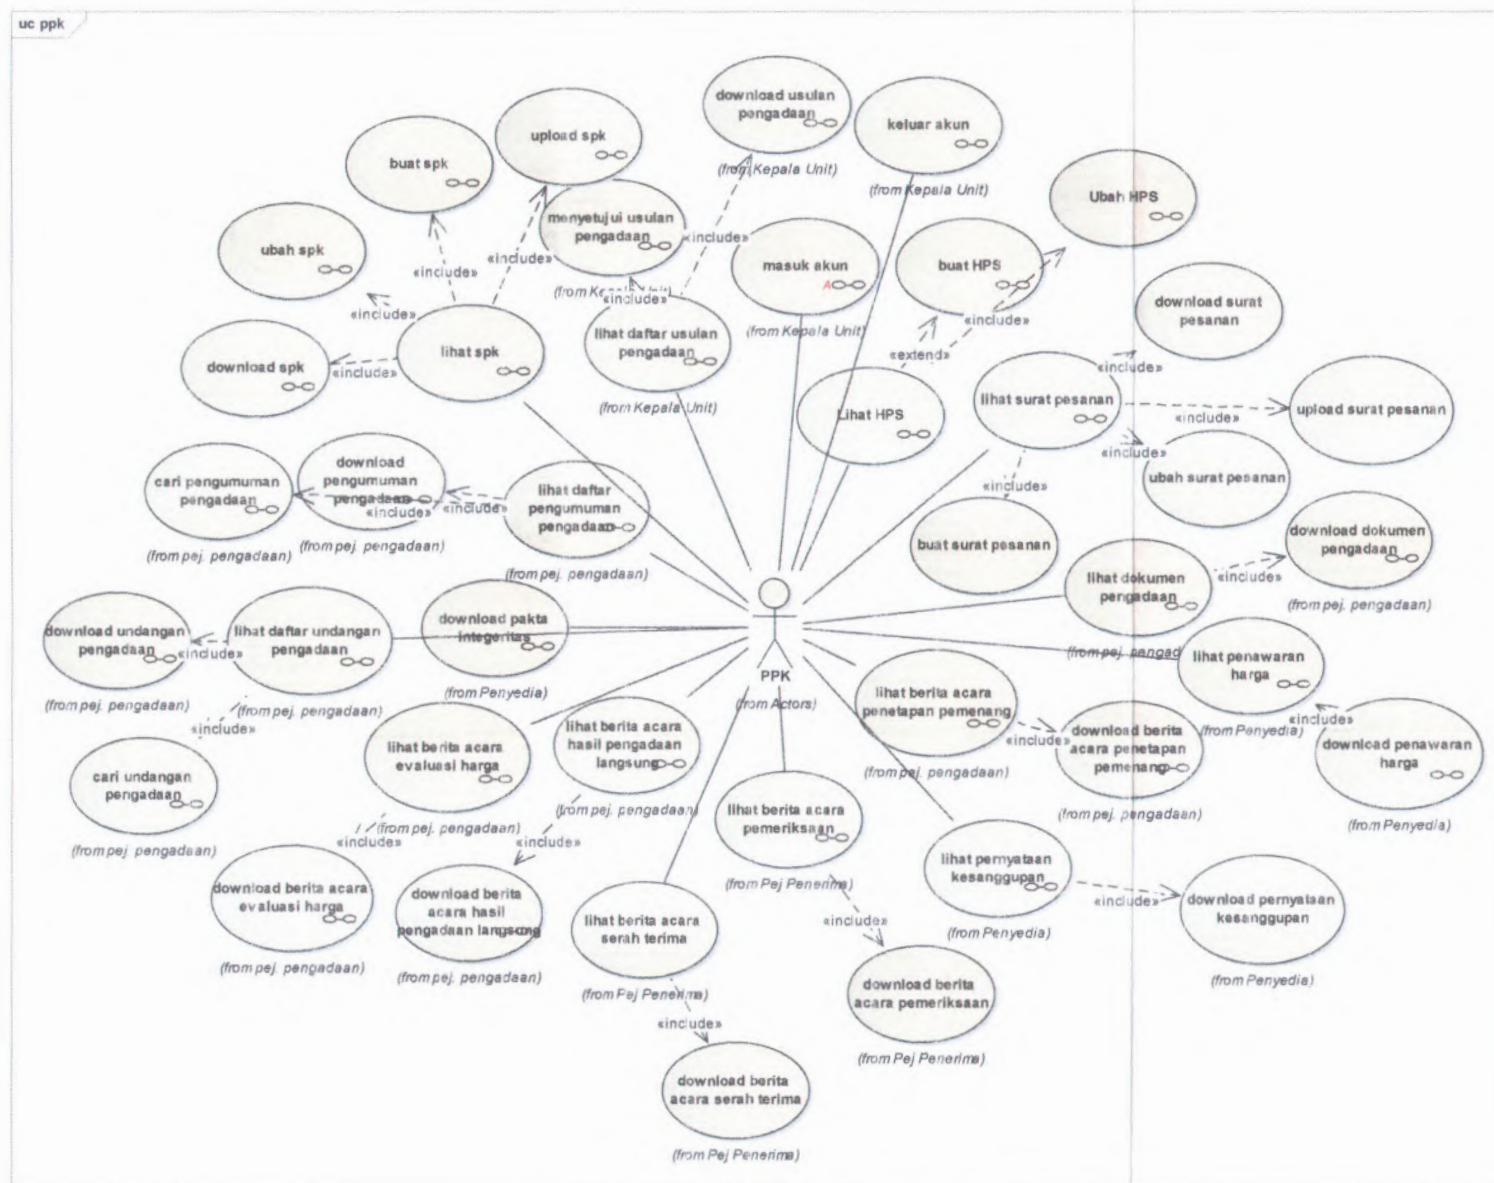 uc ppk
download usulan
pengadaan
(from Kepala Unit)
keluar akun
(from Kepala Unit)
upload spk
buat spk
Ubah HPS
menyetujui usulan
pengadaan
«include»
ubah spk
«include»
«include»
masuk akun
A
(from Kepala Unit)
buat HPS
«include»
«include»
download surat
pesanan
«include»
lihat daftar usulan
pengadaan
(from Kepala Unit)
download spk
«include»
lihat spk
«extend»
«include»
Lihat HPS
lihat surat pesanan
«include»
upload surat pesanan
«include»
ubah surat pesanan
«include»
buat surat pesanan
cari pengumuman
pengadaan
(from pej. pengadaan)
download
pengumuman
pengadaan
(from pej. pengadaan)
«include»
«include»
lihat daftar
pengumuman
pengadaan
(from pej. pengadaan)
download dokumen
pengadaan
(from pej. pengadaan)
«include»
lihat dokumen
pengadaan
(from pej. pengad
download undangan
pengadaan
(from pej. pengadaan)
«include»
lihat daftar undangan
pengadaan
(from pej. pengadaan)
download pakta
integeritas
(from Penyedia)
PPK
(from Actors)
lihat penawaran
harga
(from Penyedia)
«include»
cari undangan
pengadaan
(from pej. pengadaan)
lihat berita acara
evaluasi harga
(from pej. pengadaan)
lihat berita acara
hasil pengadaan
langsung
(from pej. pengadaan)
lihat berita acara
penetapan pemenang
(from pej. pengadaan)
«include»
download berita
acara penetapan
pemenang
(from pej. pengadaan)
«include»
download penawaran
harga
(from Penyedia)
lihat berita acara
pemeriksaan
(from Pej Penerima)
«include»
«include»
download berita acara
evaluasi harga
(from pej. pengadaan)
download berita
acara hasil
pengadaan langsung
(from pej. pengadaan)
lihat berita acara
serah terima
(from Pej Penerima)
«include»
lihat pernyataan
kesanggupan
(from Penyedia)
«include»
download pernyataan
kesanggupan
(from Penyedia)
download berita
acara pemeriksaan
(from Pej Penerima)
«include»
download berita
acara serah terima
(from Pej Penerima)